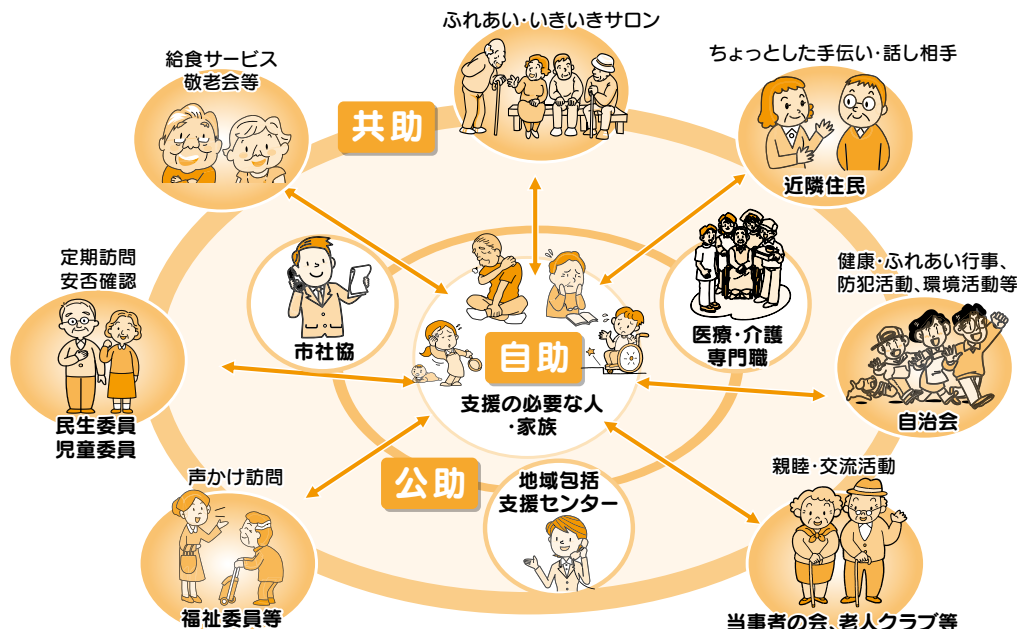 ふれあい・いきいきサロン
給食サービス
敬老会等
ちょっとした手伝い・話し相手
近隣住民
共助
定期訪問
安否確認
民生委員
児童委員
市社協
医療・介護
専門職
健康・ふれあい行事、
防犯活動、環境活動等
自治会
自助
支援の必要な人
・家族
公助
地域包括
支援センター
声かけ訪問
福祉委員等
親睦・交流活動
当事者の会、老人クラブ等